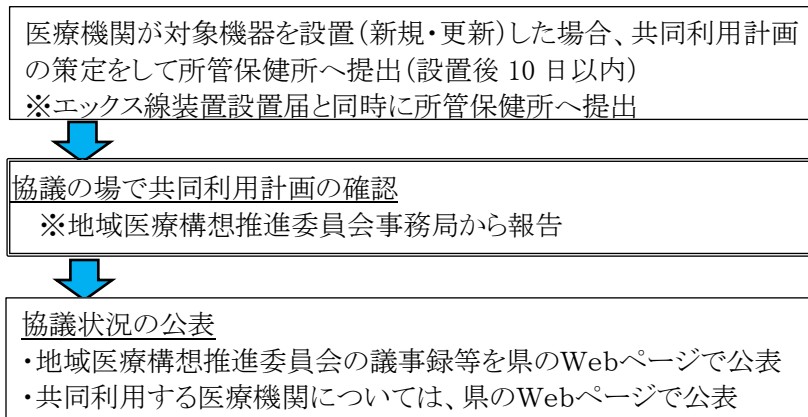 医療機関が対象機器を設置(新規・更新)した場合、共同利用計画
の策定をして所管保健所へ提出(設置後 10 日以内)
※エックス線装置設置届と同時に所管保健所へ提出
協議の場で共同利用計画の確認
※地域医療構想推進委員会事務局から報告
協議状況の公表
・地域医療構想推進委員会の議事録等を県のWebページで公表
・共同利用する医療機関については、県のWebページで公表